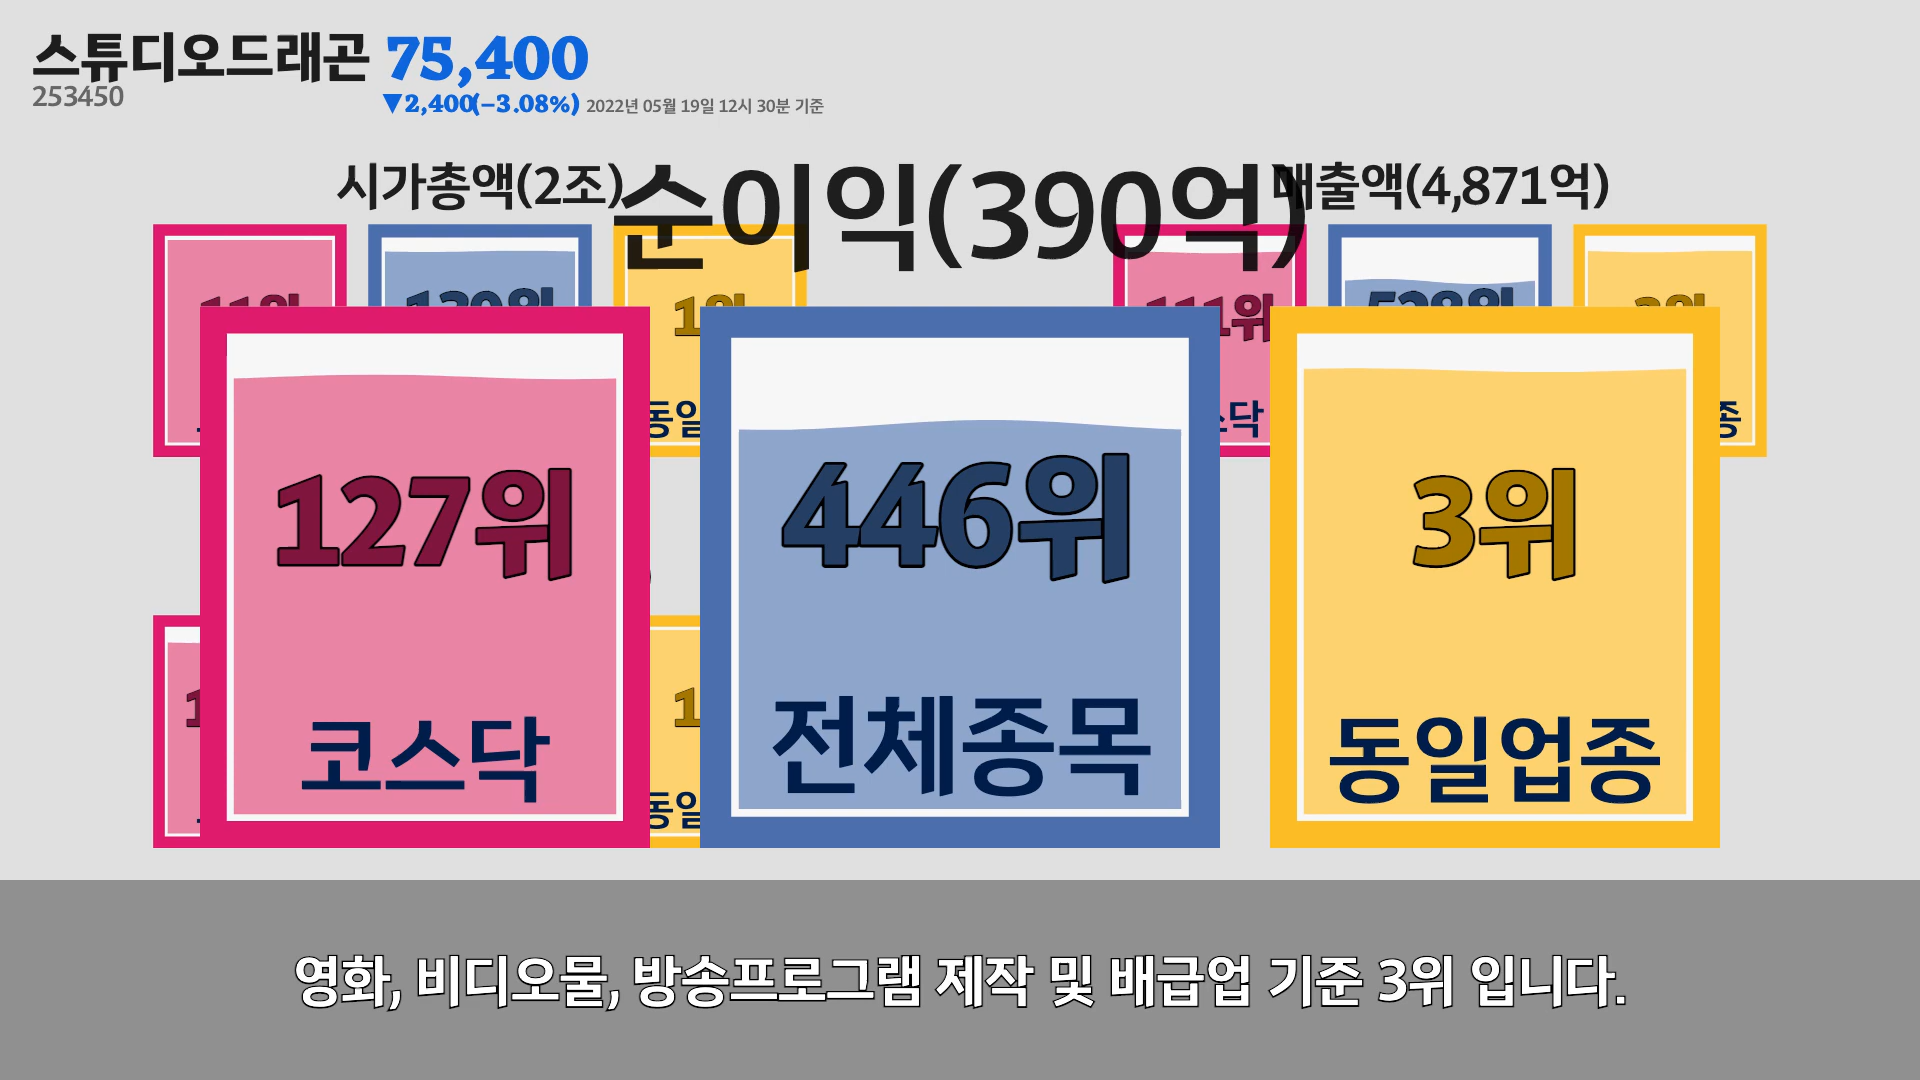 스튜디오드래곤 75,400
253450
▼2,400(-3.08%) 2022년 05월 19일 12시 30분 기준
시가총액(2조)
순이익(390억)
매출액(4,871억)
1위
127위
446위
3위
코스닥
전체종목
동일업종
영화, 비디오물, 방송프로그램 제작 및 배급업 기준 3위 입니다.